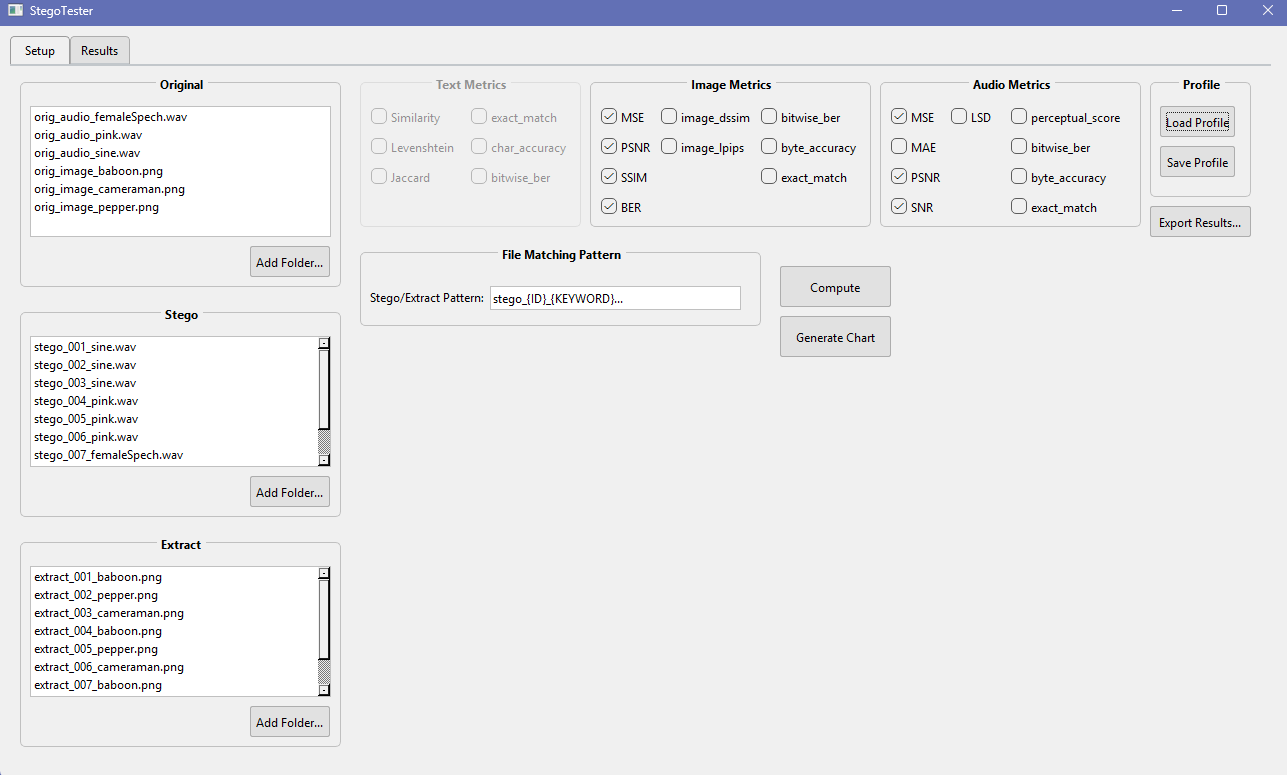 StegoTester
Setup
Results
Original
orig_audio_femaleSpech.wav
orig_audio_pink.wav
orig_audio_sine.wav
orig_image_baboon.png
orig_image_cameraman.png
orig_image_pepper.png
Add Folder...
Stego
stego_001_sine.wav
stego_002_sine.wav
stego_003_sine.wav
stego_004_pink.wav
stego_005_pink.wav
stego_006_pink.wav
stego_007_femaleSpech.wav
Add Folder...
Extract
extract_001_baboon.png
extract_002_pepper.png
extract_003_cameraman.png
extract_004_baboon.png
extract_005_pepper.png
extract_006_cameraman.png
extract_007_baboon.png
Add Folder...
Text Metrics
Similarity exact_match
Levenshtein char_accuracy
Jaccard bitwise_ber
Image Metrics
MSE image_dssim bitwise_ber
PSNR image_lpips byte_accuracy
SSIM exact_match
BER
Audio Metrics
MSE LSD perceptual_score
MAE bitwise_ber
PSNR byte_accuracy
SNR exact_match
Profile
Load Profile
Save Profile
Export Results...
File Matching Pattern
Stego/Extract Pattern: stego_{ID}_{KEYWORD}...
Compute
Generate Chart